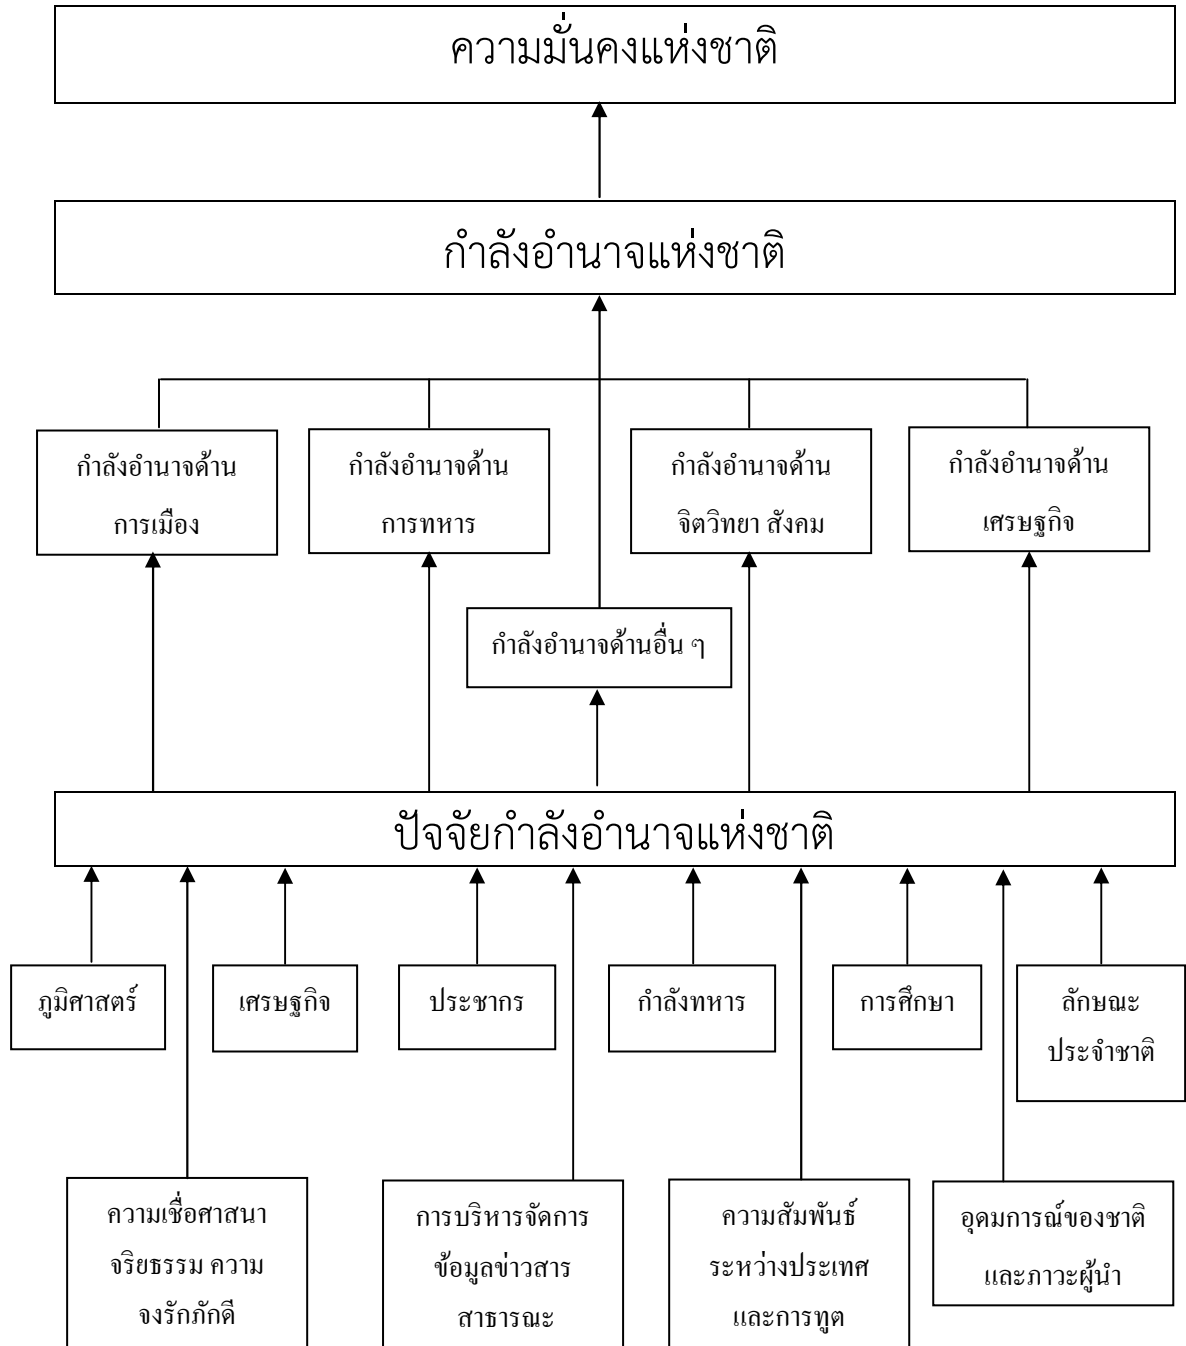 ความมั่นคงแห่งชาติ
กำลังอำนาจแห่งชาติ
กำลังอำนาจด้าน
การเมือง
กำลังอำนาจด้าน
การทหาร
กำลังอำนาจด้าน
จิตวิทยา สังคม
กำลังอำนาจด้าน
เศรษฐกิจ
กำลังอำนาจด้านอื่น ๆ
ปัจจัยกำลังอำนาจแห่งชาติ
ภูมิศาสตร์
เศรษฐกิจ
ประชากร
กำลังทหาร
การศึกษา
ลักษณะ
ประจำชาติ
ความเชื่อศาสนา
จริยธรรม ความ
จงรักภักดี
การบริหารจัดการ
ข้อมูลข่าวสาร
สาธารณะ
ความสัมพันธ์
ระหว่างประเทศ
และการทูต
อุดมการณ์ของชาติ
และภาวะผู้นำ